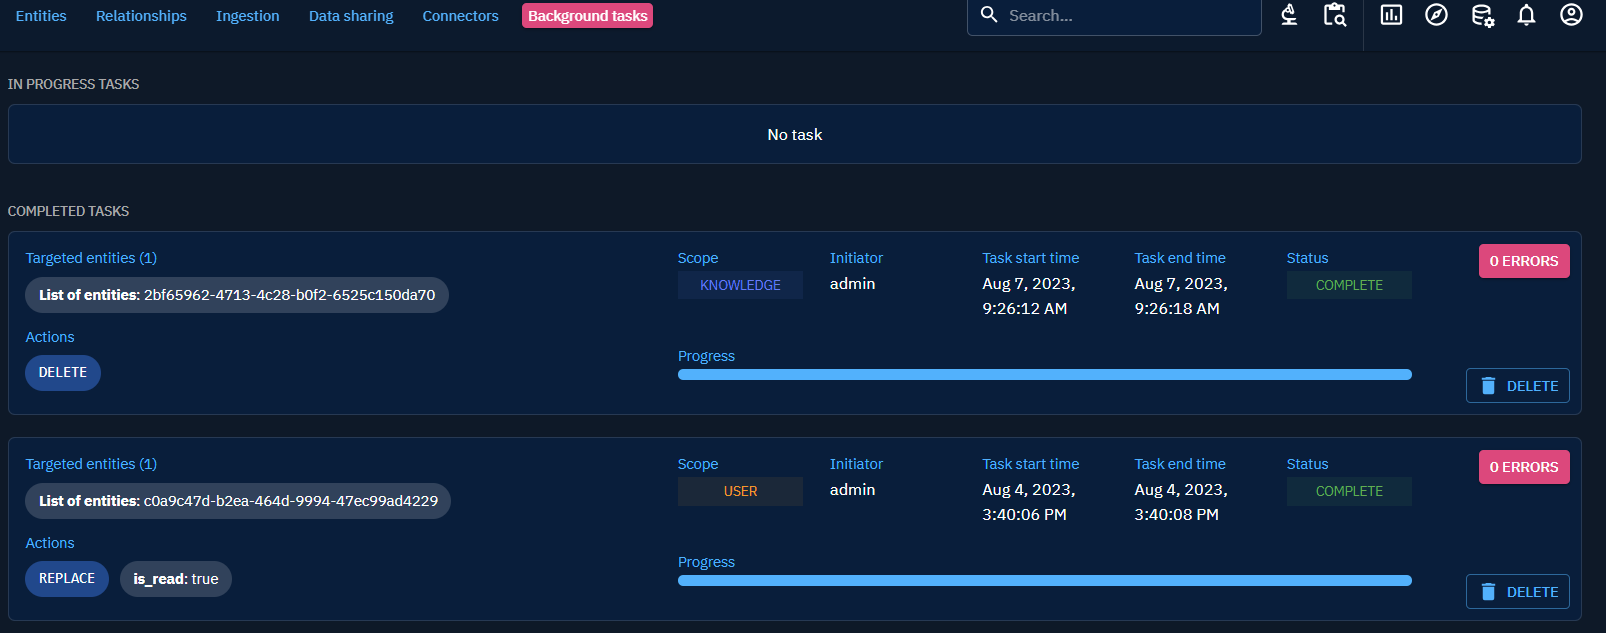 Entities Relationships Ingestion Data sharing Connectors Background tasks Search...
IN PROGRESS TASKS
No task
COMPLETED TASKS
Targeted entities (1)
List of entities: 2bf65962-4713-4c28-b0f2-6525c150da70
Actions
DELETE
Scope
KNOWLEDGE
Initiator
admin
Task start time
Aug 7, 2023,
9:26:12 AM
Task end time
Aug 7, 2023,
9:26:18 AM
Status
COMPLETE
0 ERRORS
Progress
DELETE
Targeted entities (1)
List of entities: c0a9c47d-b2ea-464d-9994-47ec99ad4229
Actions
REPLACE is_read: true
Scope
USER
Initiator
admin
Task start time
Aug 4, 2023,
3:40:06 PM
Task end time
Aug 4, 2023,
3:40:08 PM
Status
COMPLETE
0 ERRORS
Progress
DELETE